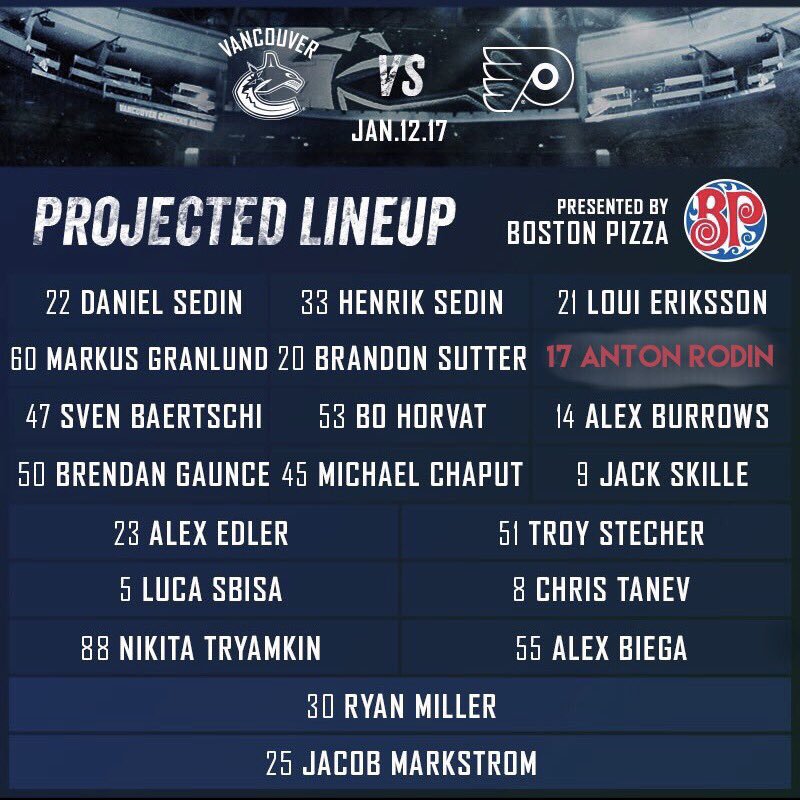 VANCOUVER
VS
JAN.12.17
PROJECTED LINEUP
PRESENTED BY
BOSTON PIZZA
BP
22 DANIEL SEDIN 33 HENRIK SEDIN 21 LOUI ERIKSSON
60 MARKUS GRANLUND 20 BRANDON SUTTER 17 ANTON RODIN
47 SVEN BAERTSCHI 53 BO HORVAT 14 ALEX BURROWS
50 BRENDAN GAUNCE 45 MICHAEL CHAPUT 9 JACK SKILLE
23 ALEX EDLER 51 TROY STECHER
5 LUCA SBISA 8 CHRIS TANEV
88 NIKITA TRYAMKIN 55 ALEX BIEGA
30 RYAN MILLER
25 JACOB MARKSTROM